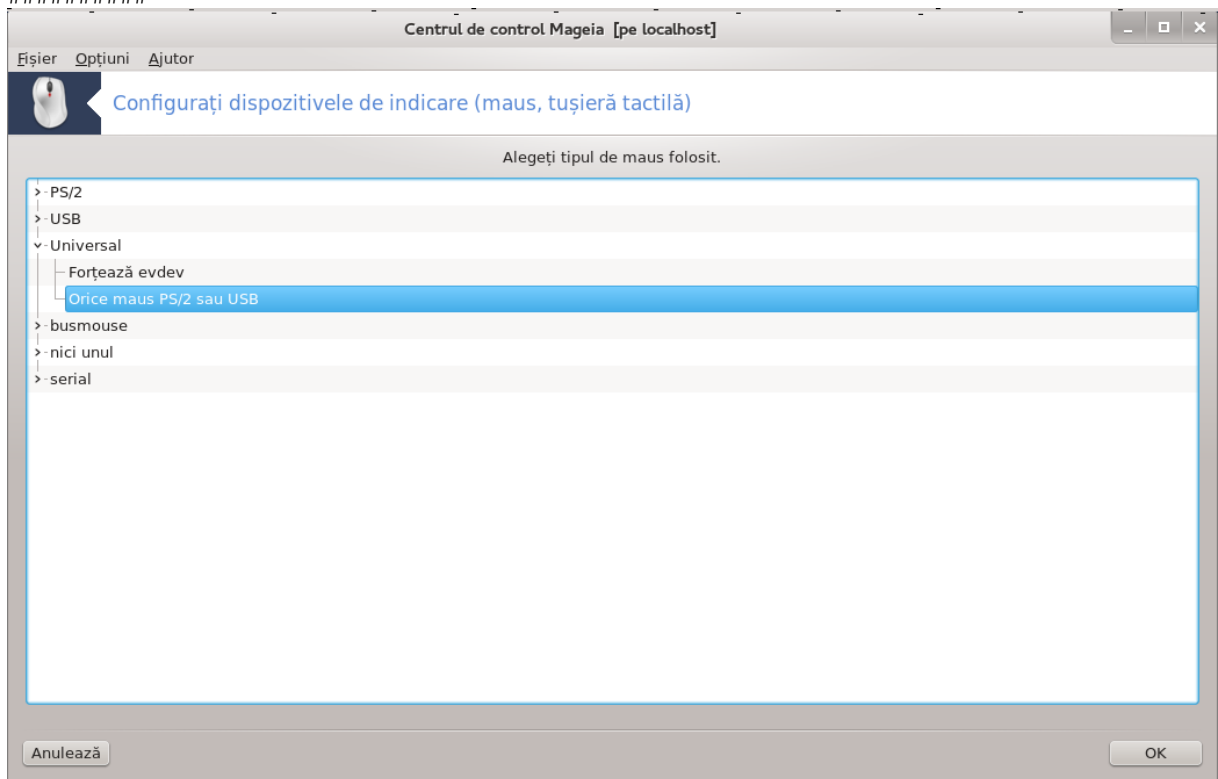 Centrul de control Mageia [pe localhost]
Fișier Opțiuni Ajutor
Configurați dispozitivele de indicare (maus, tușieră tactilă)
Alegeți tipul de maus folosit.
PS/2
USB
Universal
Forțează evdev
Orice maus PS/2 sau USB
busmouse
nici unul
serial
Anulează OK